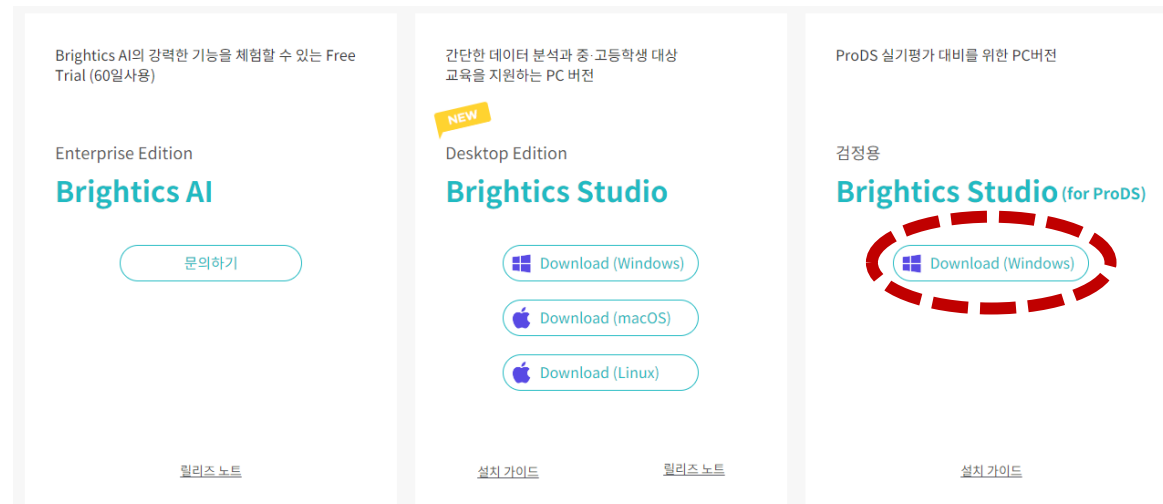 Brightics AI의 강력한 기능을 체험할 수 있는 Free
Trial (60일사용)
Enterprise Edition
Brightics AI
문의하기
릴리즈 노트
간단한 데이터 분석과 중·고등학생 대상
교육을 지원하는 PC 버전
NEW
Desktop Edition
Brightics Studio
Download (Windows)
Download (macOS)
Download (Linux)
설치 가이드
릴리즈 노트
ProDS 실기평가 대비를 위한 PC버전
검정용
Brightics Studio (for ProDS)
Download (Windows)
설치 가이드